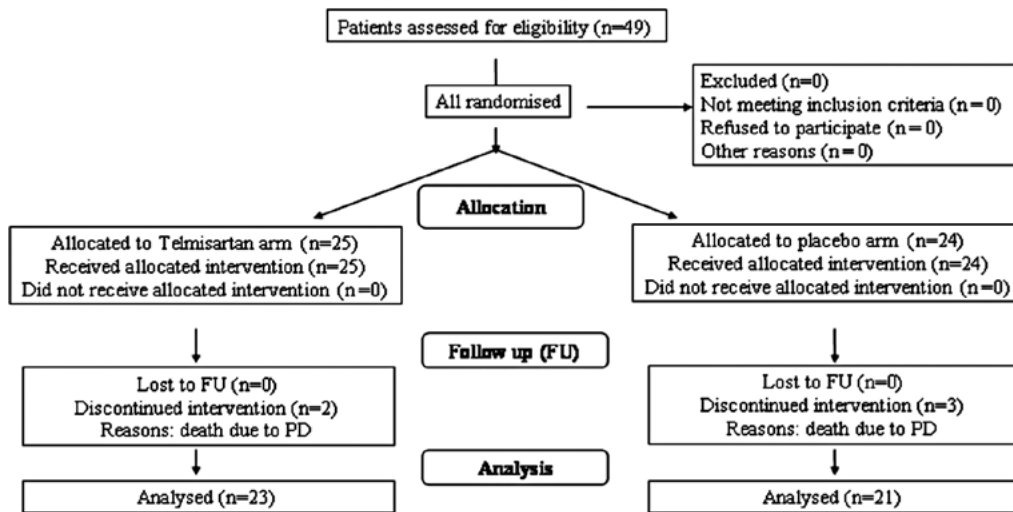 Patients assessed for eligibility (n=49)
All randomised
Excluded (n=0)
Not meeting inclusion criteria (n = 0)
Refused to participate (n = 0)
Other reasons (n = 0)
Allocation
Allocated to Telmisartan arm (n=25)
Received allocated intervention (n=25)
Did not receive allocated intervention (n=0)
Allocated to placebo arm (n=24)
Received allocated intervention (n=24)
Did not receive allocated intervention (n=0)
Follow up (FU)
Lost to FU (n=0)
Discontinued intervention (n=2)
Reasons: death due to PD
Lost to FU (n=0)
Discontinued intervention (n=3)
Reasons: death due to PD
Analysis
Analysed (n=23)
Analysed (n=21)